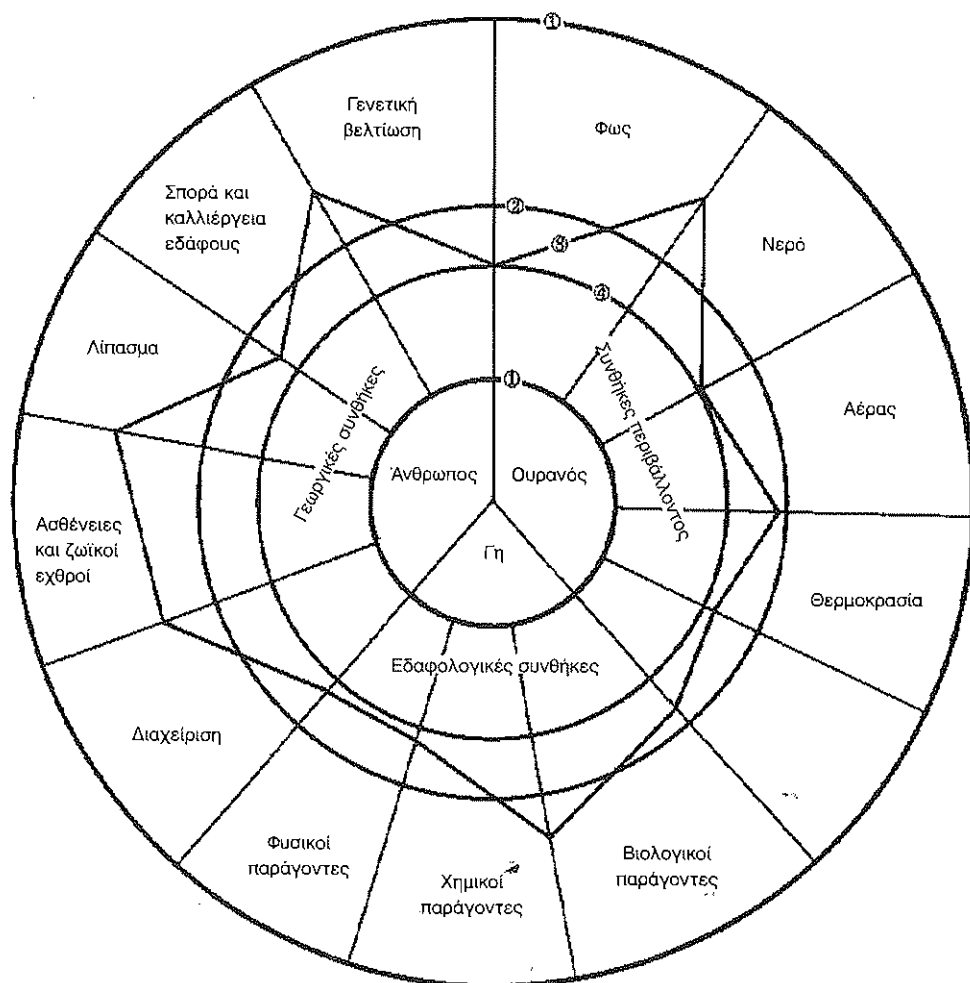 ①
Γενετική
βελτίωση
Φως
Σπορά και
καλλιέργεια
εδάφους
②
Νερό
③
④
Λίπασμα
Συνθήκες περιβάλλοντος
Γεωργικές συνθήκες
①
Αέρας
Άνθρωπος
Ουρανός
Γη
Ασθένειες
και ζωϊκοί
εχθροί
Θερμοκρασία
Εδαφολογικές συνθήκες
Διαχείριση
Φυσικοί
παράγοντες
Χημικοί
παράγοντες
Βιολογικοί
παράγοντες